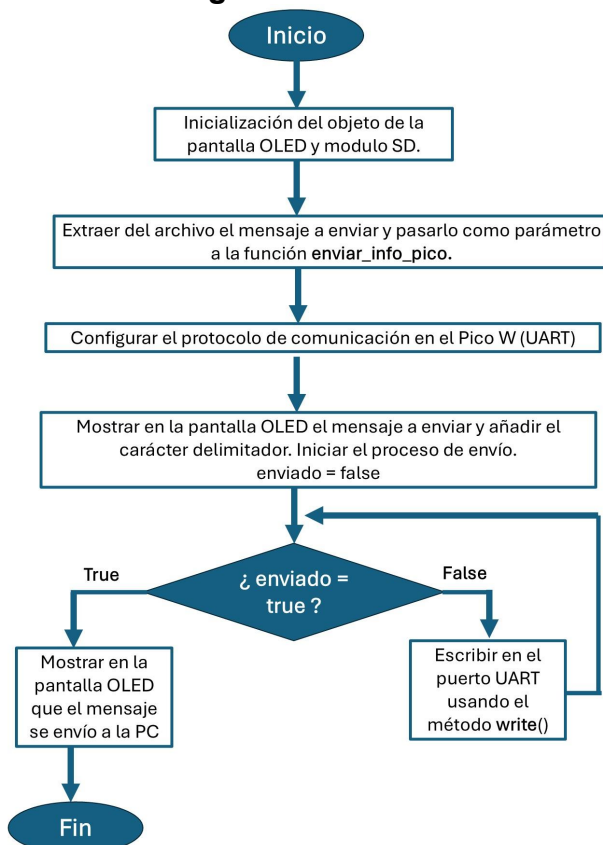 Inicio
Inicialización del objeto de la
pantalla OLED y modulo SD.
Extraer del archivo el mensaje a enviar y pasarlo como parámetro
a la función enviar_info_pico.
Configurar el protocolo de comunicación en el Pico W (UART)
Mostrar en la pantalla OLED el mensaje a enviar y añadir el
carácter delimitador. Iniciar el proceso de envío.
enviado = false
¿ enviado =
true ?
True
False
Mostrar en la
pantalla OLED
que el mensaje
se envío a la PC
Escribir en el
puerto UART
usando el
método write()
Fin